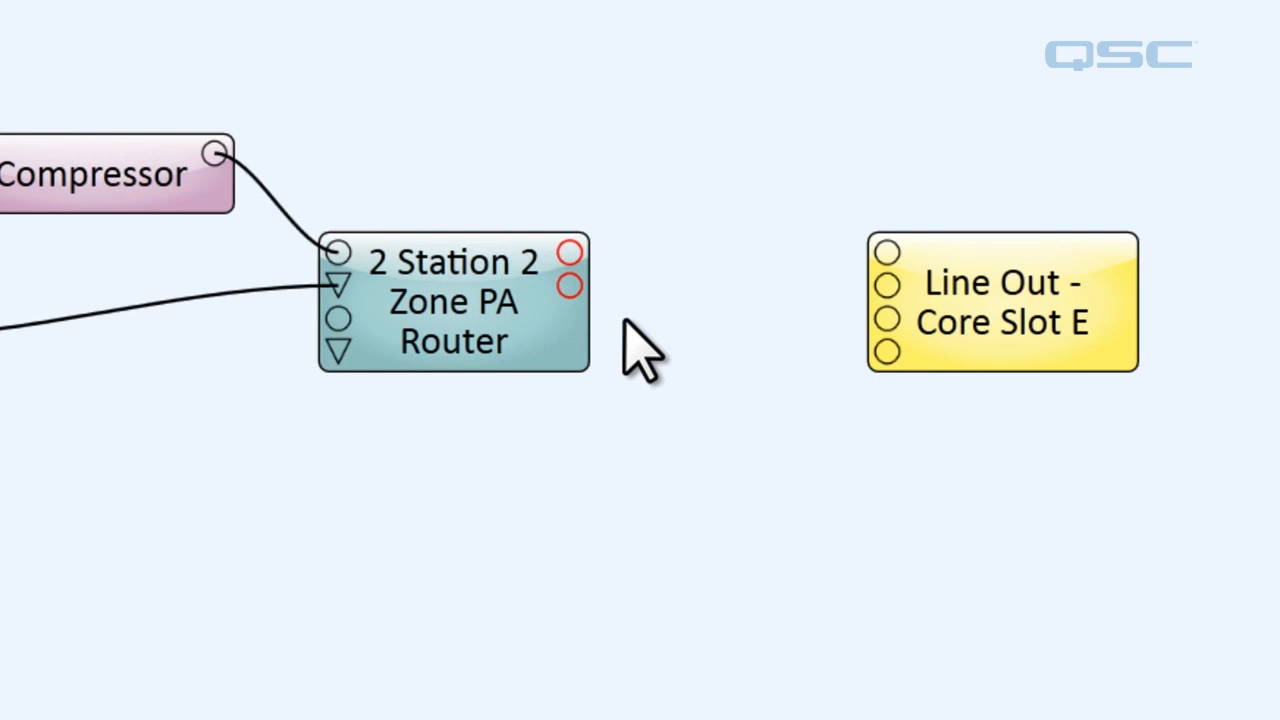 QSC
Compressor
2 Station 2
Zone PA
Router
Line Out -
Core Slot E